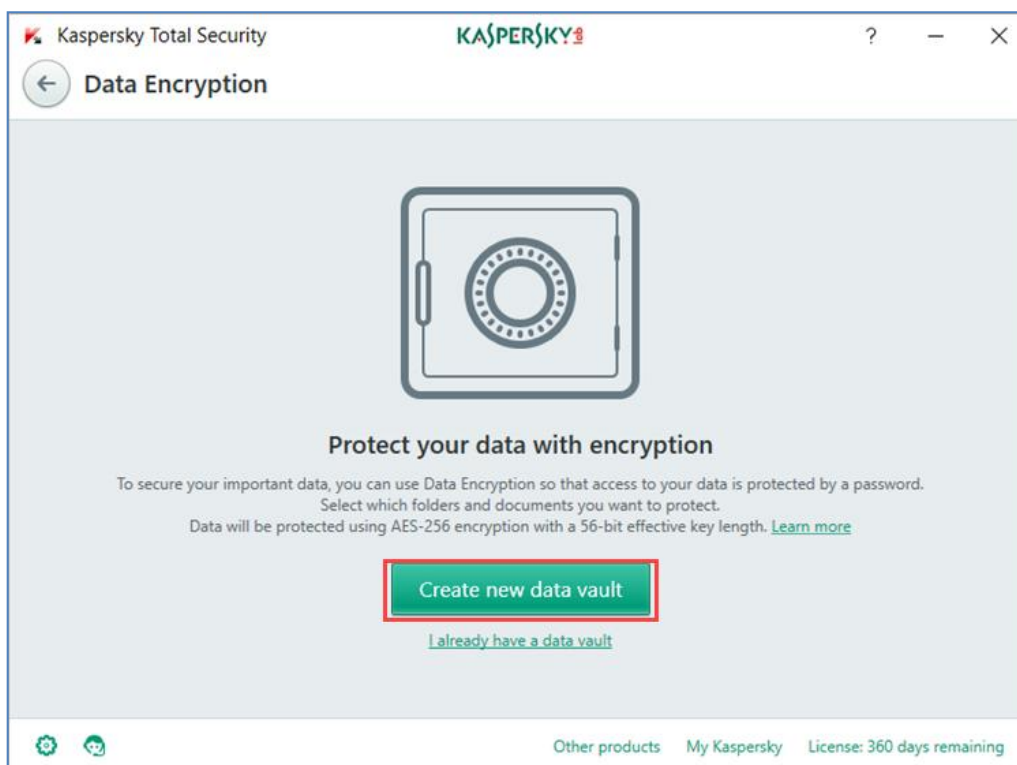 Kaspersky Total Security
KASPERSKY lab
?
Data Encryption
Protect your data with encryption
To secure your important data, you can use Data Encryption so that access to your data is protected by a password.
Select which folders and documents you want to protect.
Data will be protected using AES-256 encryption with a 56-bit effective key length. Learn more
Create new data vault
I already have a data vault
Other products My Kaspersky License: 360 days remaining